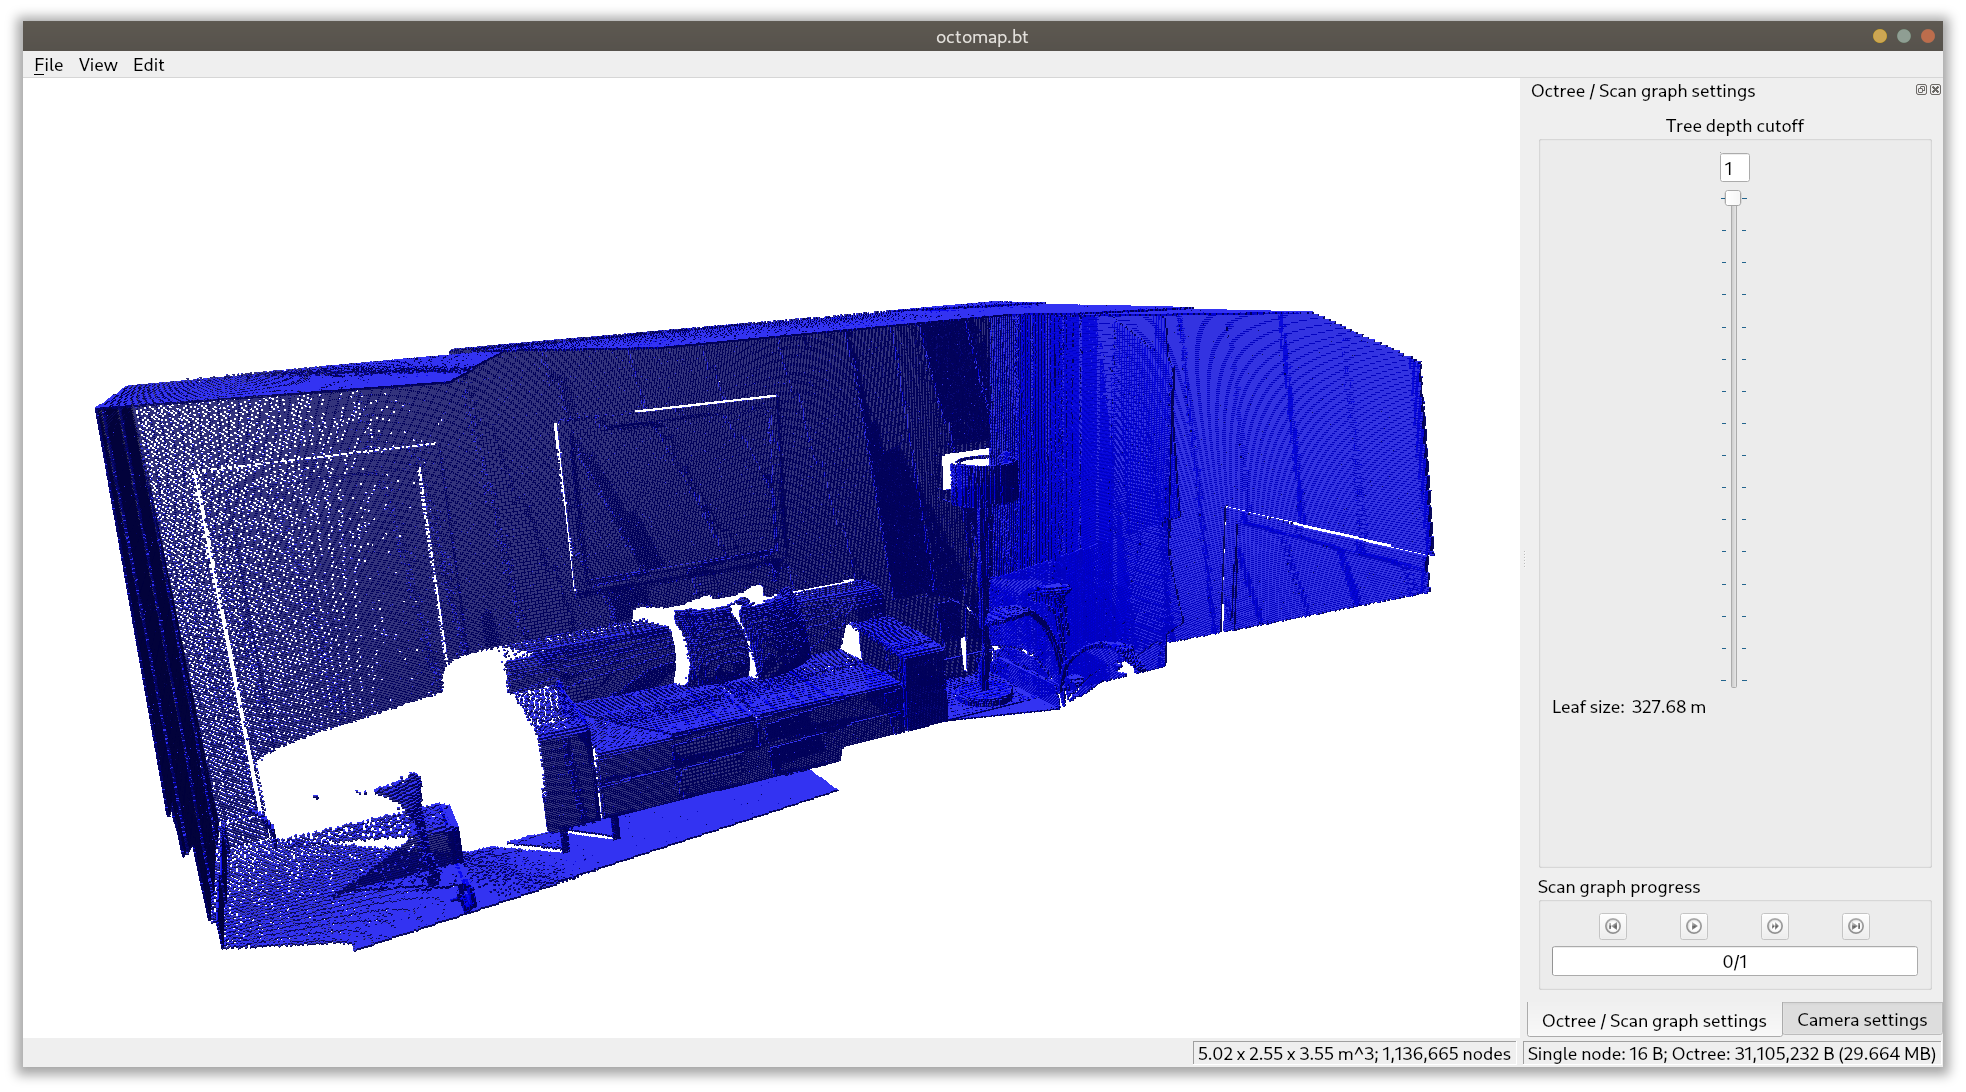 octomap.bt
File View Edit
Octree / Scan graph settings
Tree depth cutoff
1
Leaf size: 327.68 m
Scan graph progress
0/1
Octree / Scan graph settings Camera settings
5.02 x 2.55 x 3.55 m^3; 1,136,665 nodes Single node: 16 B; Octree: 31,105,232 B (29.664 MB)